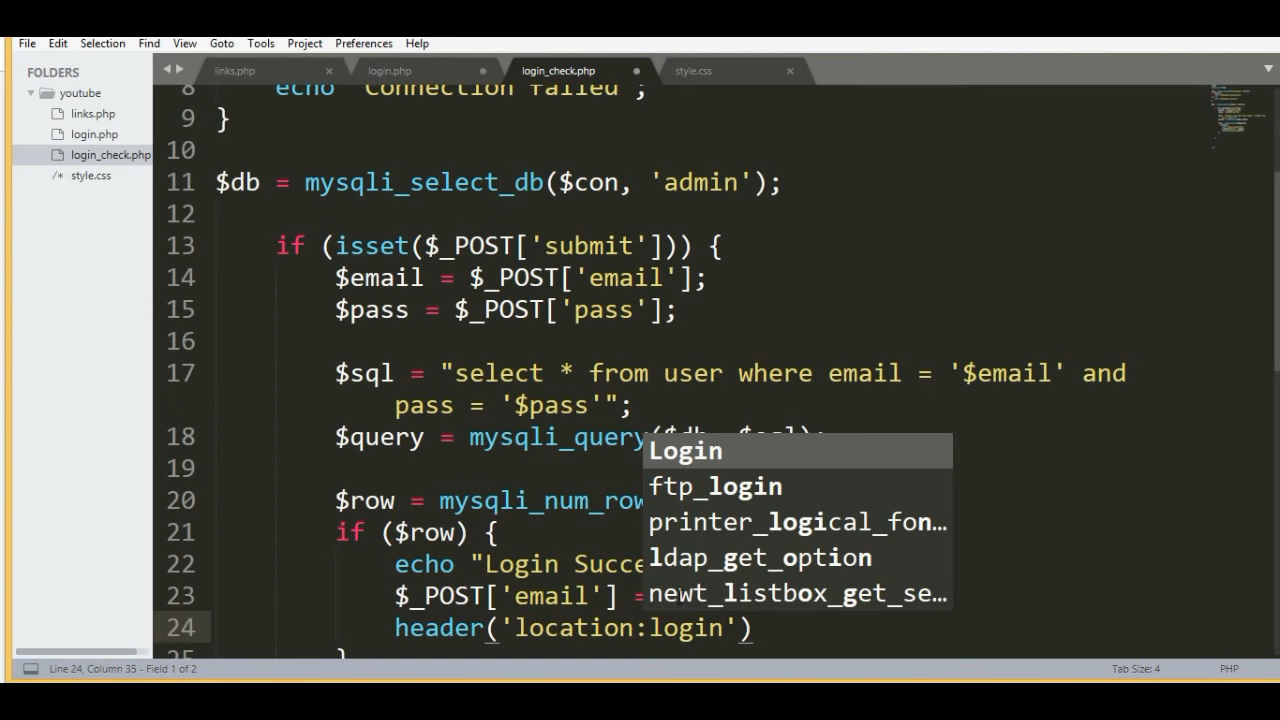 File Edit Selection Find View Goto Tools Project Preferences Help
FOLDERS
youtube
links.php
login.php
login_check.php
/* style.css
links.php × login.php login_check.php style.css ×
8 echo "Connection failed";
9 }
10
11 $db = mysqli_select_db($con, 'admin');
12
13 if (isset($_POST['submit'])) {
14 $email = $_POST['email'];
15 $pass = $_POST['pass'];
16
17 $sql = "select * from user where email = '$email' and
pass = '$pass'";
18 $query = mysqli_query($db, $sql);
19
20 $row = mysqli_num_row
21 if ($row) {
22 echo "Login Succe
23 $_POST['email'] =
24 header('location:login')
25 }
Login
ftp_login
printer_logical_fon…
ldap_get_option
newt_listbox_get_se…
Line 24, Column 35 - Field 1 of 2
Tab Size: 4
PHP